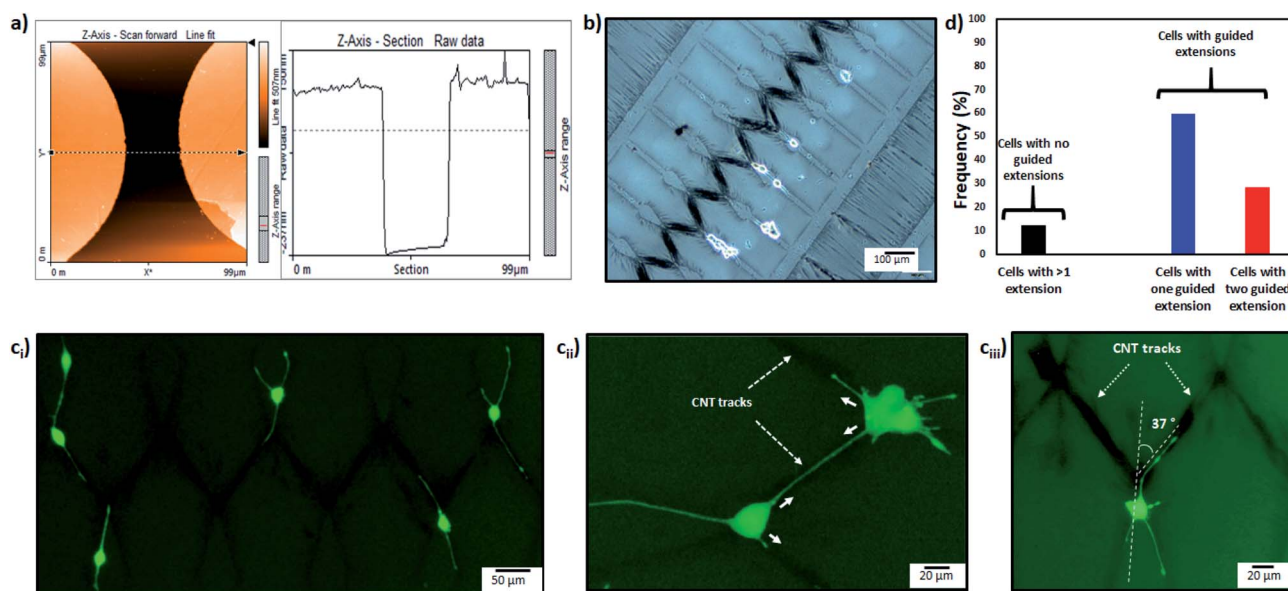 a)
Z-Axis - Scan forward Line fit
99µm
Y*
0 m
0 m X* 99µm
Line fit 507nm
Z-Axis range
Z-Axis - Section Raw data
Raw data
-237nm
0 m Section 99µm
Z-Axis range
b)
100 µm
d)
Frequency (%)
100
90
80
70
60
50
40
30
20
10
0
Cells with guided
extensions
Cells with no
guided
extensions
Cells with >1
extension
Cells with
one guided
extension
Cells with
two guided
extension
ci)
50 µm
cii)
CNT tracks
20 µm
ciii)
CNT tracks
37 °
20 µm